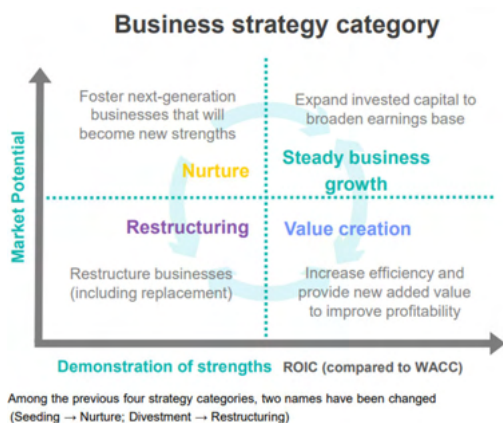 Business strategy category
Market Potential
Foster next-generation
businesses that will
become new strengths
Nurture
Expand invested capital to
broaden earnings base
Steady business
growth
Restructuring
Restructure businesses
(including replacement)
Value creation
Increase efficiency and
provide new added value
to improve profitability
Demonstration of strengths ROIC (compared to WACC)
Among the previous four strategy categories, two names have been changed
(Seeding → Nurture; Divestment → Restructuring)